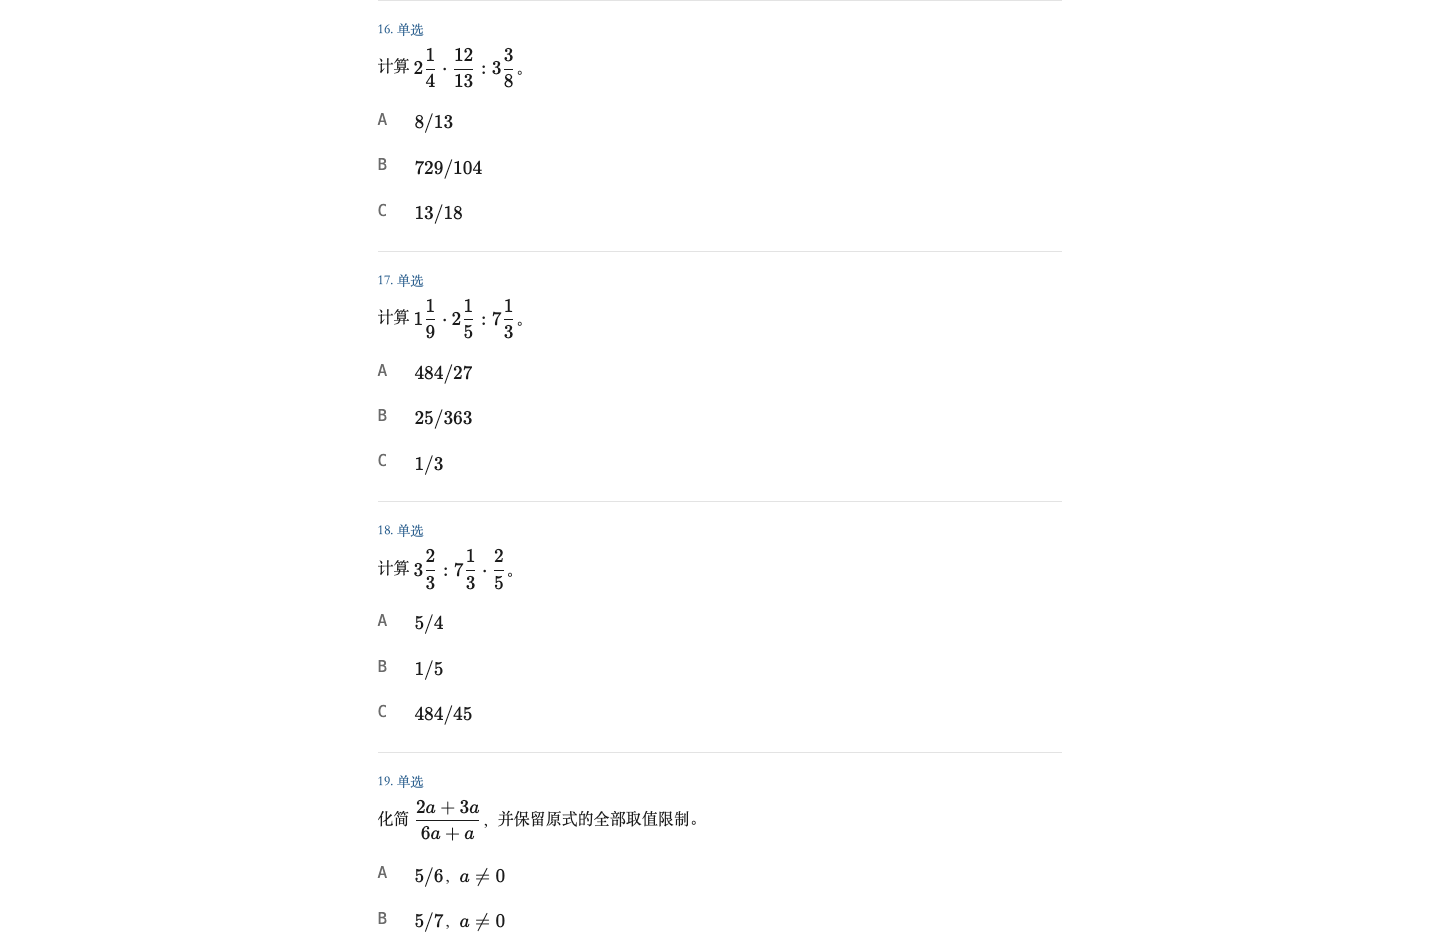 16. 单选
计算 2 1/4 · 12/13 : 3 3/8。
A 8/13
B 729/104
C 13/18
17. 单选
计算 1 1/9 · 2 1/5 : 7 1/3。
A 484/27
B 25/363
C 1/3
18. 单选
计算 3 2/3 : 7 1/3 · 2/5。
A 5/4
B 1/5
C 484/45
19. 单选
化简 (2a + 3a)/(6a + a)，并保留原式的全部取值限制。
A 5/6，a ≠ 0
B 5/7，a ≠ 0